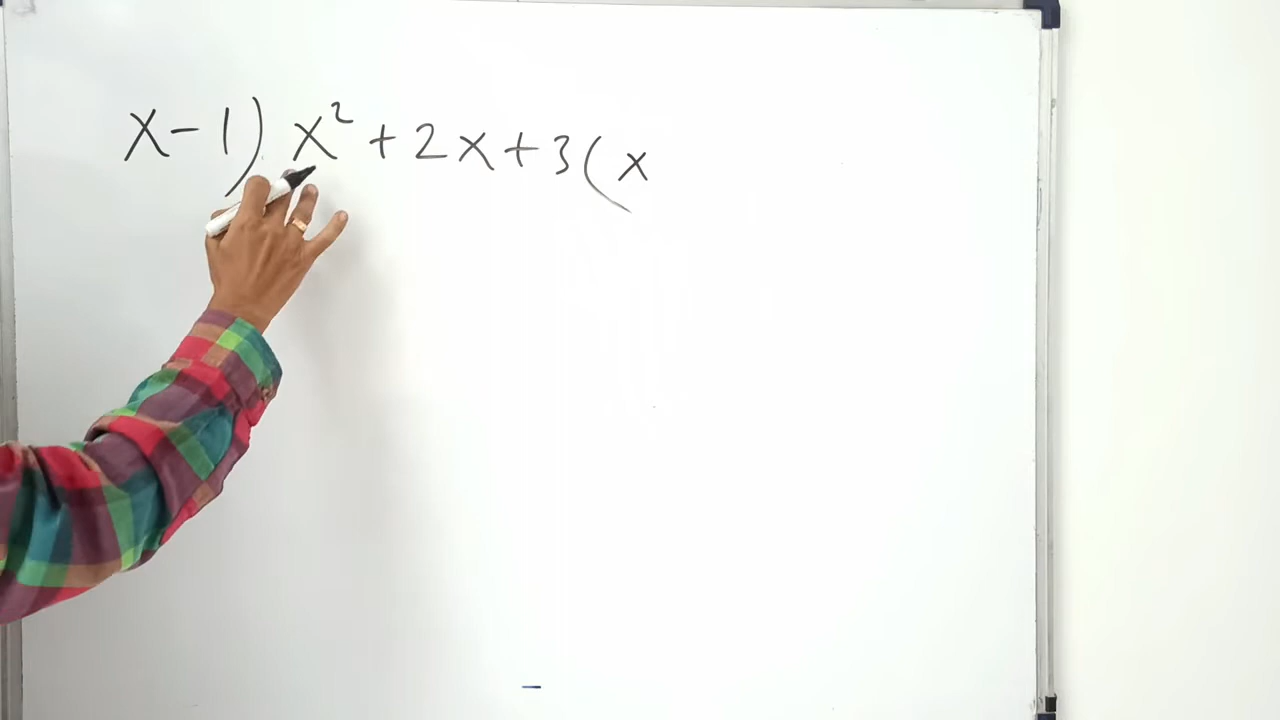 x-1) x² +2x+3(x